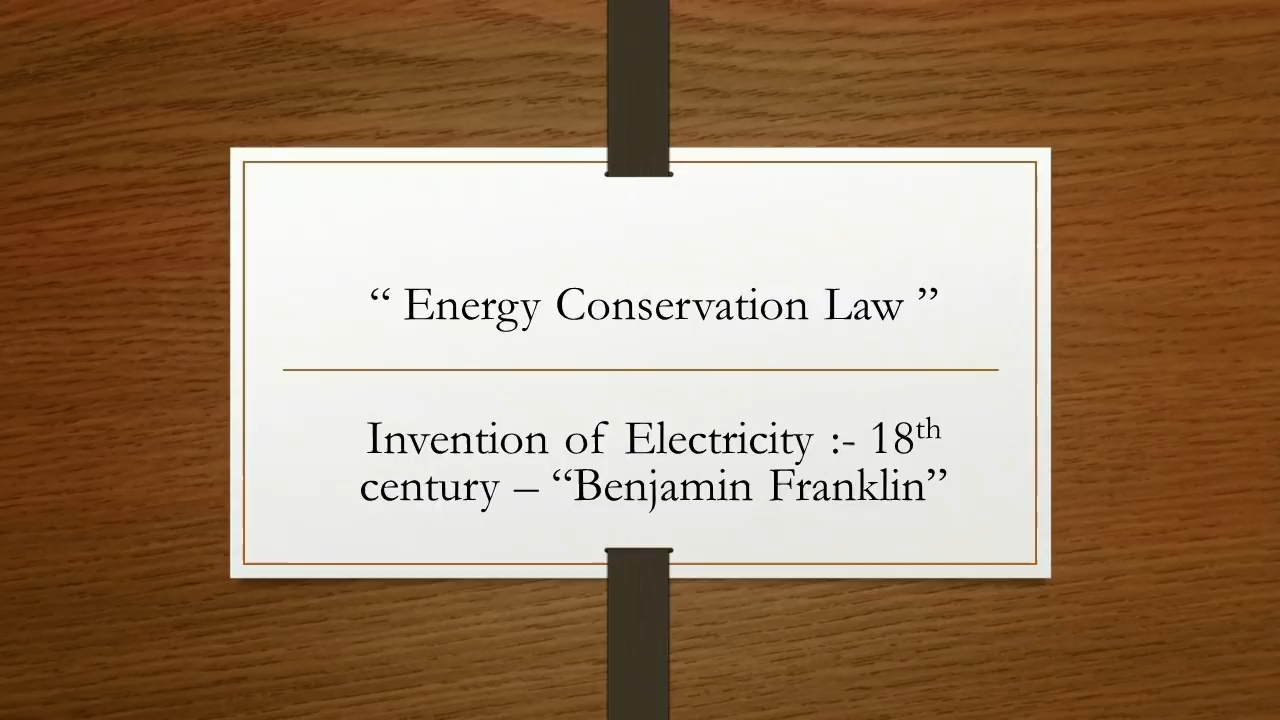 “ Energy Conservation Law ”
Invention of Electricity :- 18th
century – “Benjamin Franklin”